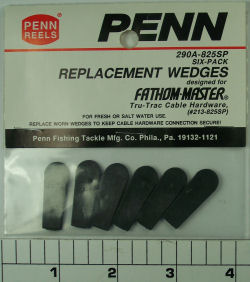 PENN
REELS
PENN
290A-825SP
SIX-PACK
REPLACEMENT WEDGES
designed for
FATHOM-MASTER®
Tru-Trac Cable Hardware,
(#213-825SP)
FOR FRESH OR SALT WATER USE.
REPLACE WORN WEDGES TO KEEP CABLE HARDWARE CONNECTION SECURE!
Penn Fishing Tackle Mfg. Co. Phila., Pa. 19132-1121
1 2 3 4